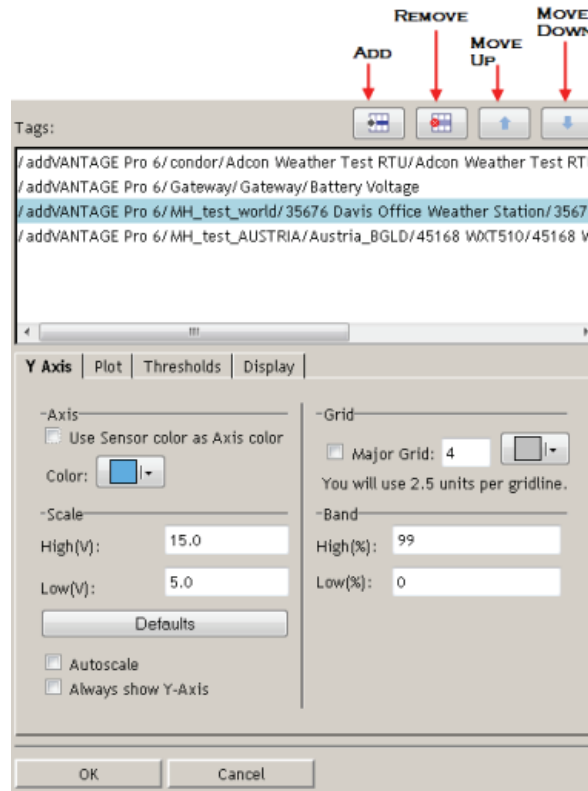 REMOVE
MOVE DOWN
ADD
MOVE UP
Tags:
/addVANTAGE Pro 6/condor/Adcon Weather Test RTU/Adcon Weather Test
/addVANTAGE Pro 6/Gateway/Gateway/Battery Voltage
/addVANTAGE Pro 6/MH_test_world/35676 Davis Office Weather Station/3567
/addVANTAGE Pro 6/MH_test_AUSTRIA/Austria_BGLD/45168 WXT510/45168
Y Axis Plot Thresholds Display
Axis
Use Sensor color as Axis color
Color:
Grid
Major Grid: 4
You will use 2.5 units per gridline.
Scale
High(V): 15.0
Low(V): 5.0
Defaults
Autoscale
Always show Y-Axis
Band
High(%): 99
Low(%): 0
OK Cancel